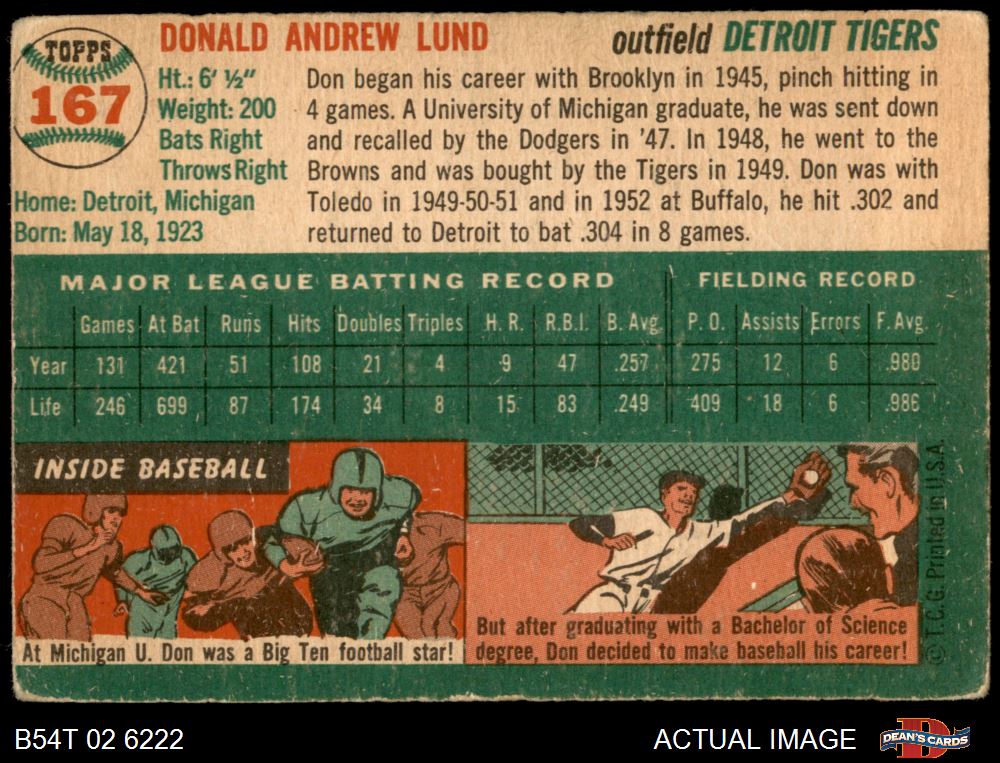 TOPPS
167
DONALD ANDREW LUND
outfield DETROIT TIGERS
Ht.: 6' ½"
Weight: 200
Bats Right
Throws Right
Home: Detroit, Michigan
Born: May 18, 1923
Don began his career with Brooklyn in 1945, pinch hitting in
4 games. A University of Michigan graduate, he was sent down
and recalled by the Dodgers in '47. In 1948, he went to the
Browns and was bought by the Tigers in 1949. Don was with
Toledo in 1949-50-51 and in 1952 at Buffalo, he hit .302 and
returned to Detroit to bat .304 in 8 games.
MAJOR LEAGUE BATTING RECORD FIELDING RECORD
Games At Bat Runs Hits Doubles Triples H. R. R.B.I. B. Avg. P. O. Assists Errors F. Avg.
Year 131 421 51 108 21 4 9 47 .257 275 12 6 .980
Life 246 699 87 174 34 8 15 83 .249 409 18 6 .986
INSIDE BASEBALL
At Michigan U. Don was a Big Ten football star!
But after graduating with a Bachelor of Science
degree, Don decided to make baseball his career!
© T.C.G. Printed in U.S.A.
B54T 02 6222
ACTUAL IMAGE
D
DEAN'S CARDS